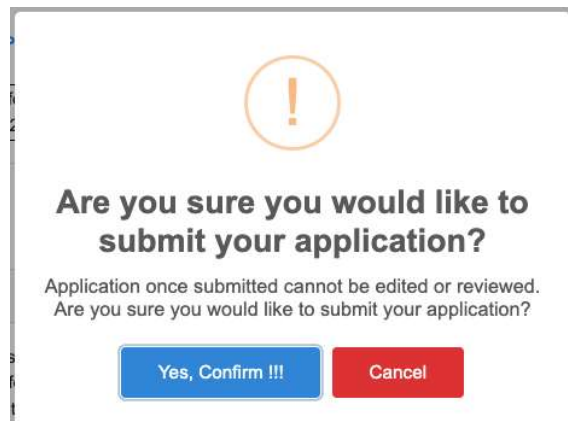 !
Are you sure you would like to
submit your application?
Application once submitted cannot be edited or reviewed.
Are you sure you would like to submit your application?
Yes, Confirm !!!
Cancel